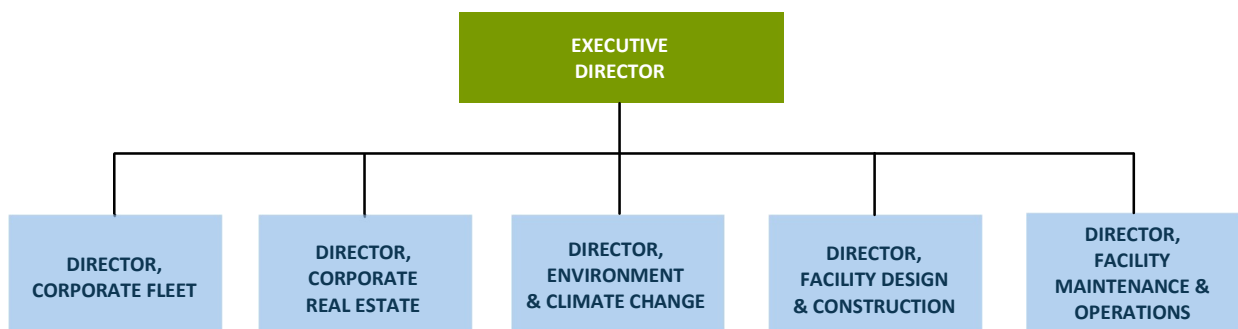 EXECUTIVE
DIRECTOR
DIRECTOR,
CORPORATE FLEET
DIRECTOR,
CORPORATE
REAL ESTATE
DIRECTOR,
ENVIRONMENT
& CLIMATE CHANGE
DIRECTOR,
FACILITY DESIGN
& CONSTRUCTION
DIRECTOR,
FACILITY
MAINTENANCE &
OPERATIONS